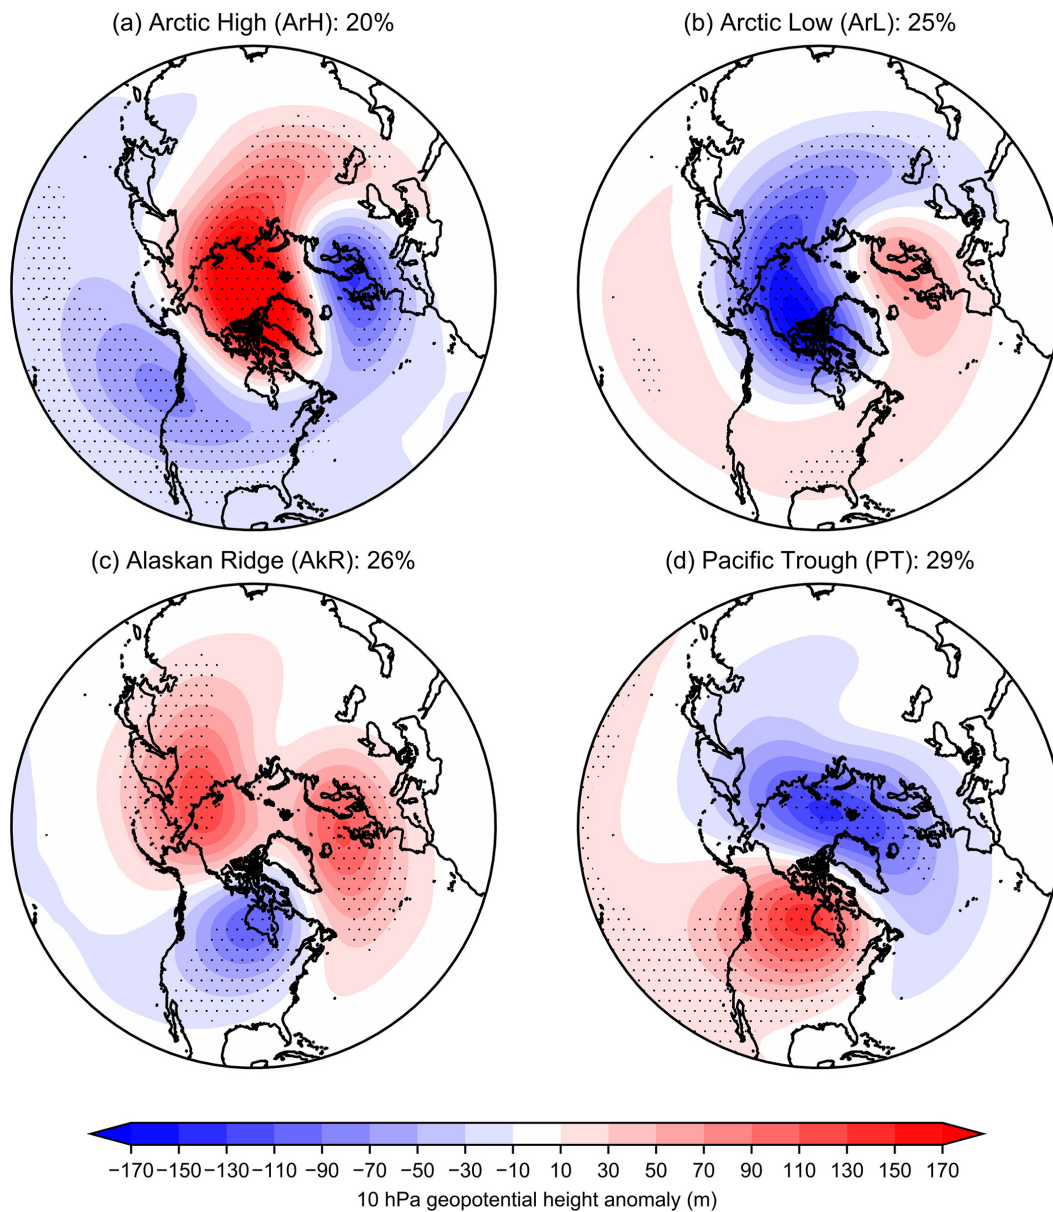 (a) Arctic High (ArH): 20%
(b) Arctic Low (ArL): 25%
(c) Alaskan Ridge (AkR): 26%
(d) Pacific Trough (PT): 29%
−170 −150 −130 −110 −90 −70 −50 −30 −10 10 30 50 70 90 110 130 150 170
10 hPa geopotential height anomaly (m)